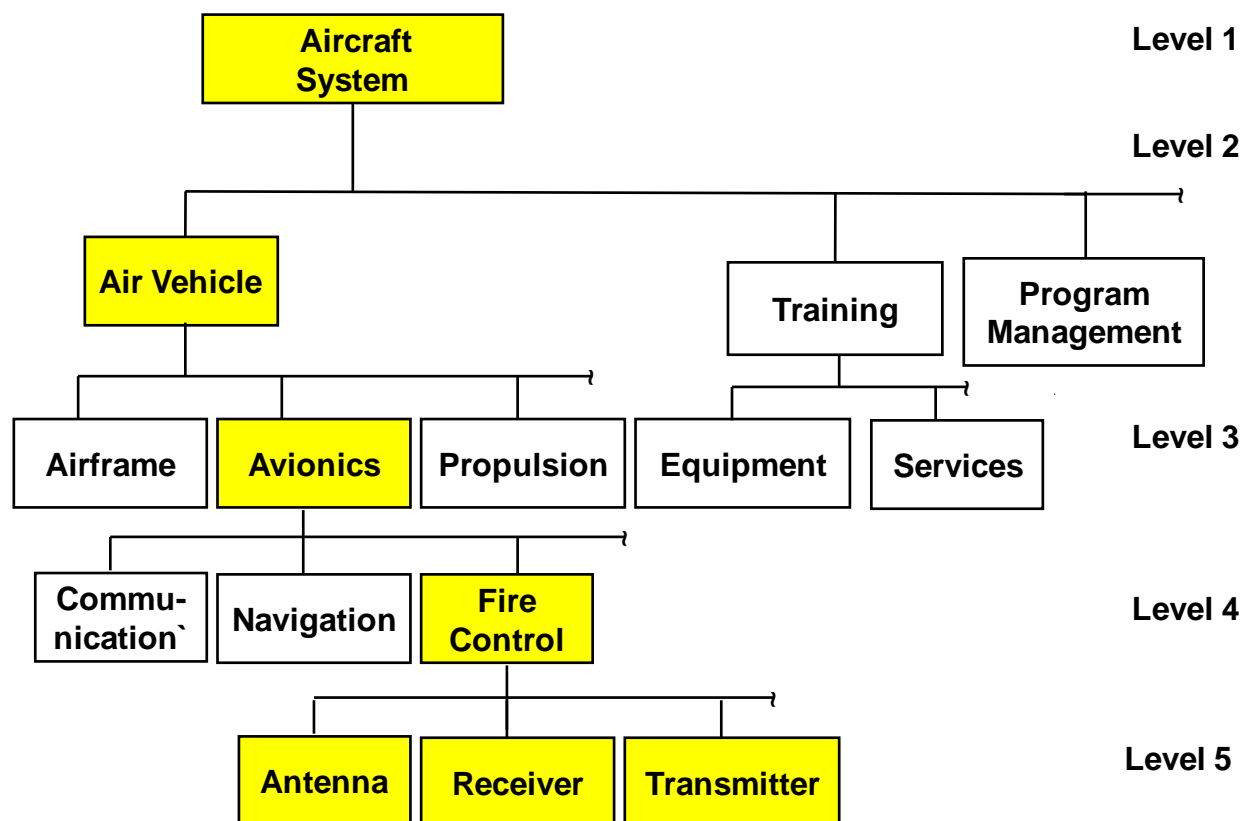 Aircraft
System
Level 1
Level 2
Air Vehicle
Training
Program
Management
Airframe
Avionics
Propulsion
Equipment
Services
Level 3
Commu-
nication`
Navigation
Fire
Control
Level 4
Antenna
Receiver
Transmitter
Level 5